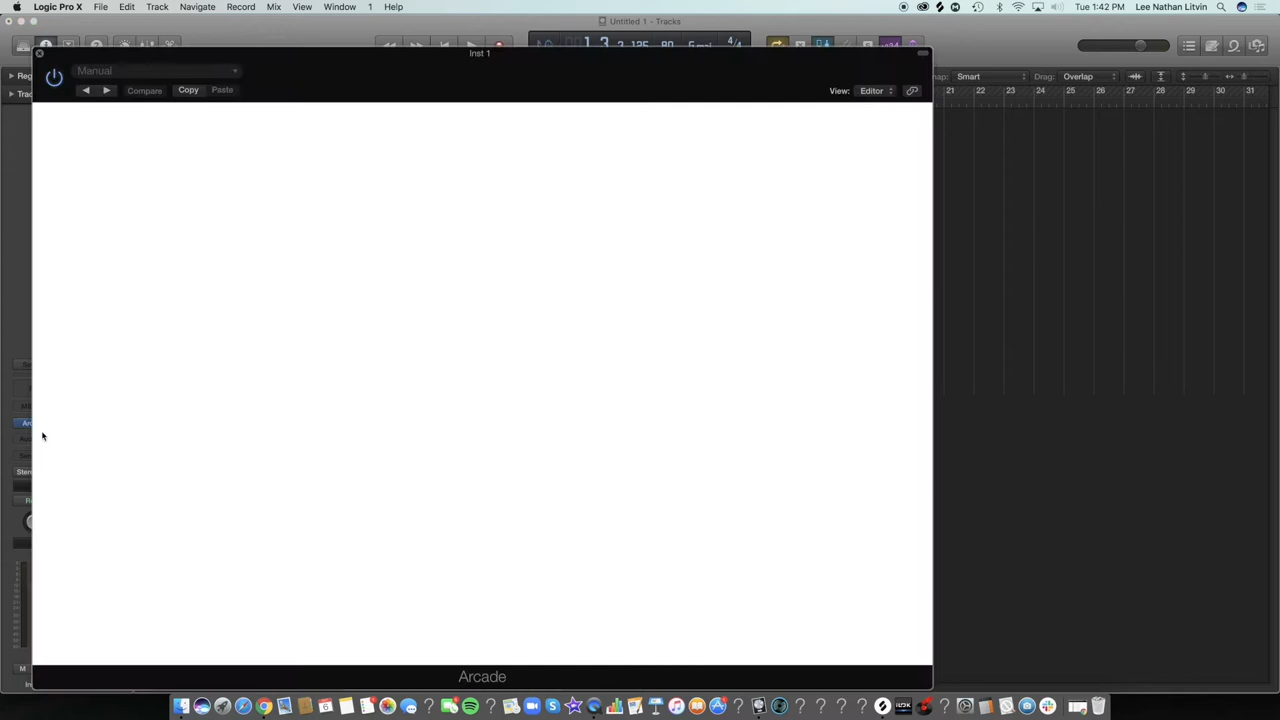 Logic Pro X File Edit Track Navigate Record Mix View Window 1 Help Tue 1:42 PM Lee Nathan Litvin
Untitled 1 - Tracks
Inst 1
4/4
Manual
Snap: Smart Drag: Overlap
Compare Copy Paste View: Editor
21 22 23 24 25 26 27 28 29 30 31
M
Arcade